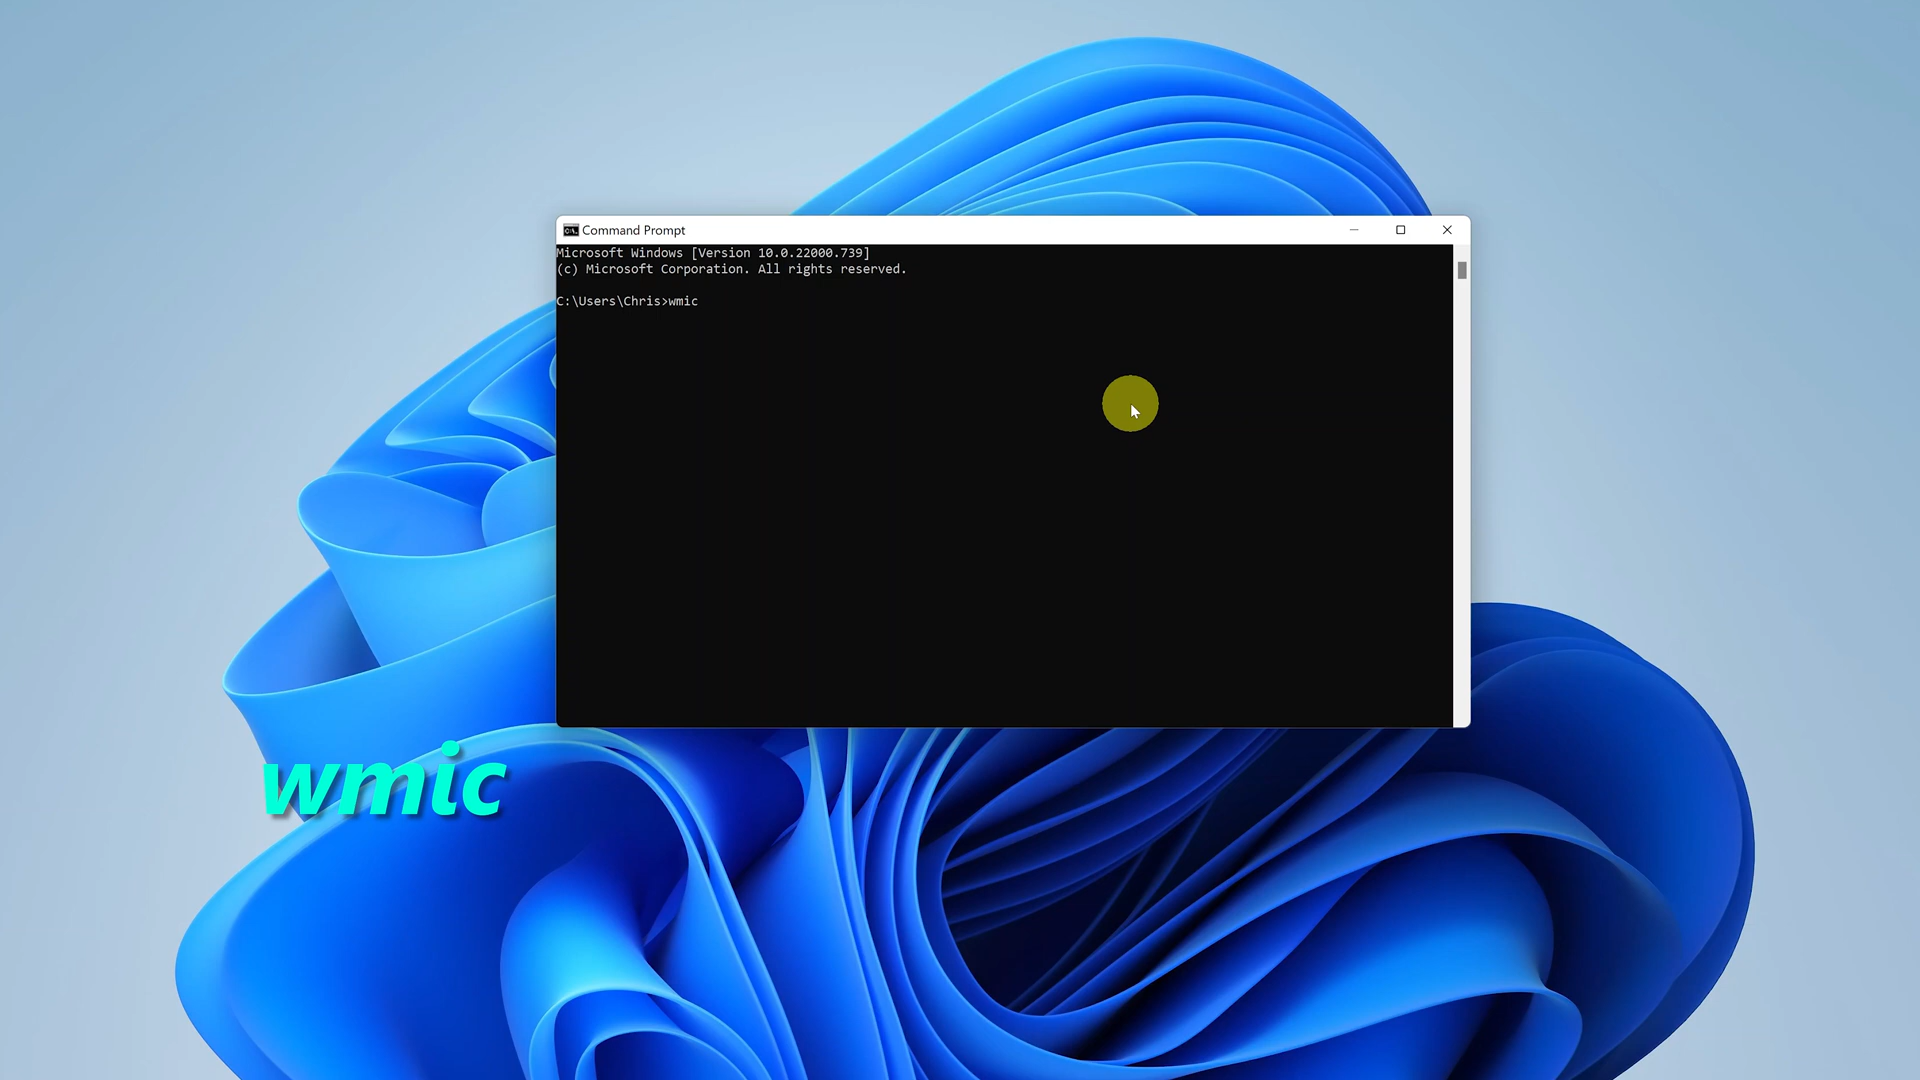 Command Prompt
Microsoft Windows [Version 10.0.22000.739]
(c) Microsoft Corporation. All rights reserved.
C:\Users\Chris>wmic
wmic